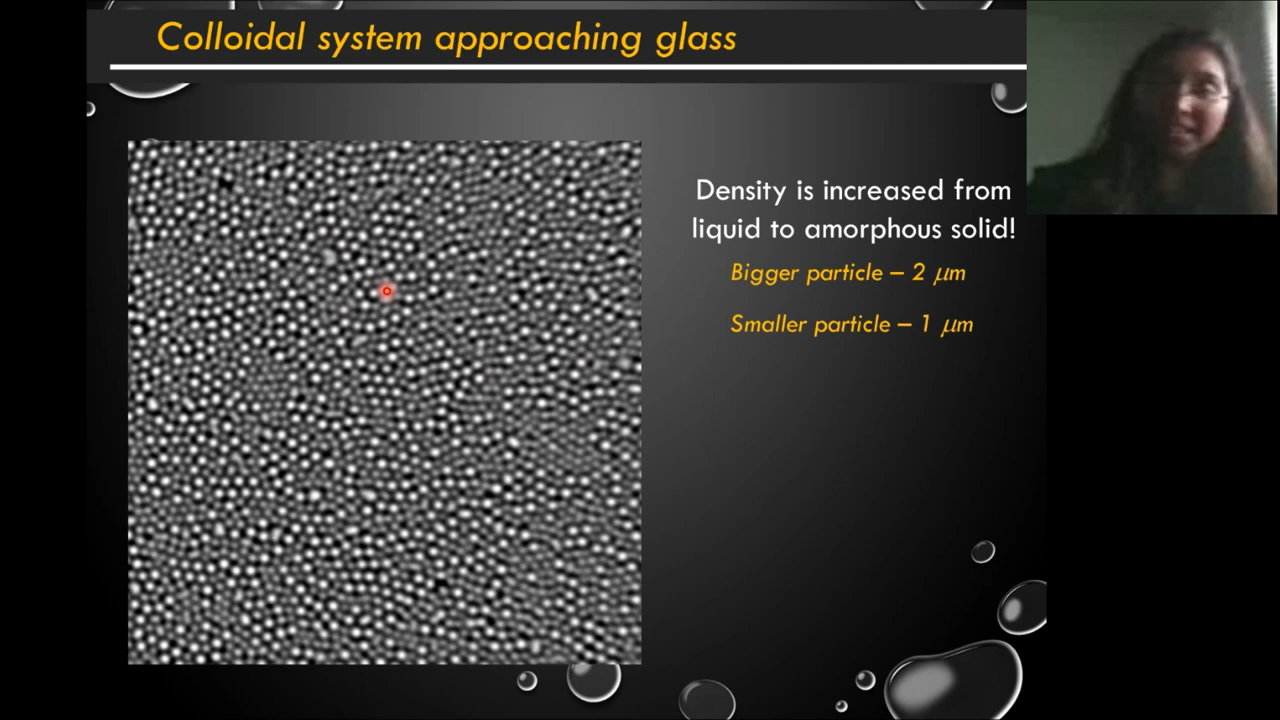 Colloidal system approaching glass
Density is increased from
liquid to amorphous solid!
Bigger particle – 2 μm
Smaller particle – 1 μm